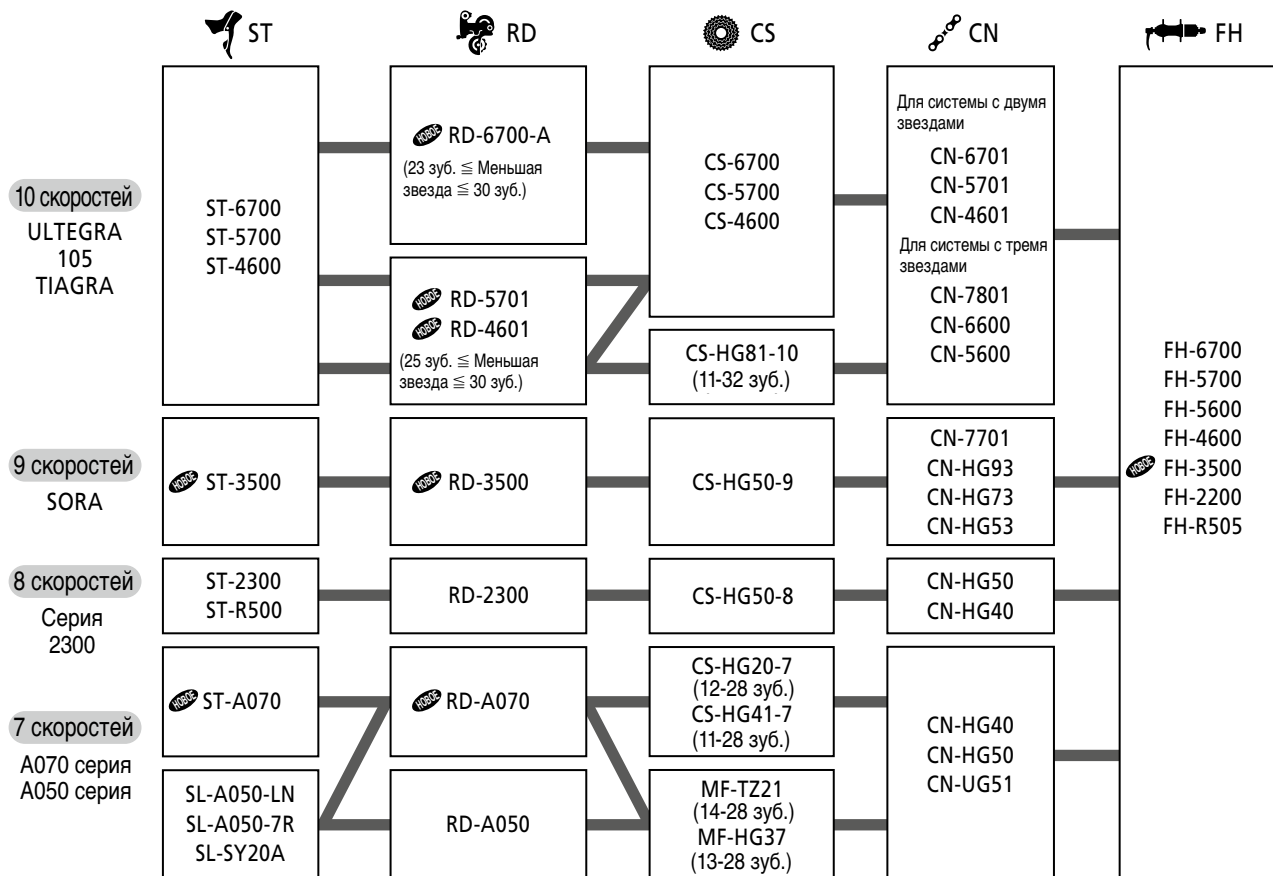 ST
RD
CS
CN
FH
10 скоростей
ULTEGRA
105
TIAGRA
ST-6700
ST-5700
ST-4600
НОВОЕ RD-6700-A
(23 зуб. ≦ Меньшая
звезда ≦ 30 зуб.)
НОВОЕ RD-5701
НОВОЕ RD-4601
(25 зуб. ≦ Меньшая
звезда ≦ 30 зуб.)
CS-6700
CS-5700
CS-4600
CS-HG81-10
(11-32 зуб.)
Для системы с двумя
звездами
CN-6701
CN-5701
CN-4601
Для системы с тремя
звездами
CN-7801
CN-6600
CN-5600
FH-6700
FH-5700
FH-5600
FH-4600
НОВОЕ FH-3500
FH-2200
FH-R505
9 скоростей
SORA
НОВОЕ ST-3500
НОВОЕ RD-3500
CS-HG50-9
CN-7701
CN-HG93
CN-HG73
CN-HG53
8 скоростей
Серия
2300
ST-2300
ST-R500
RD-2300
CS-HG50-8
CN-HG50
CN-HG40
7 скоростей
A070 серия
A050 серия
НОВОЕ ST-A070
SL-A050-LN
SL-A050-7R
SL-SY20A
НОВОЕ RD-A070
RD-A050
CS-HG20-7
(12-28 зуб.)
CS-HG41-7
(11-28 зуб.)
MF-TZ21
(14-28 зуб.)
MF-HG37
(13-28 зуб.)
CN-HG40
CN-HG50
CN-UG51